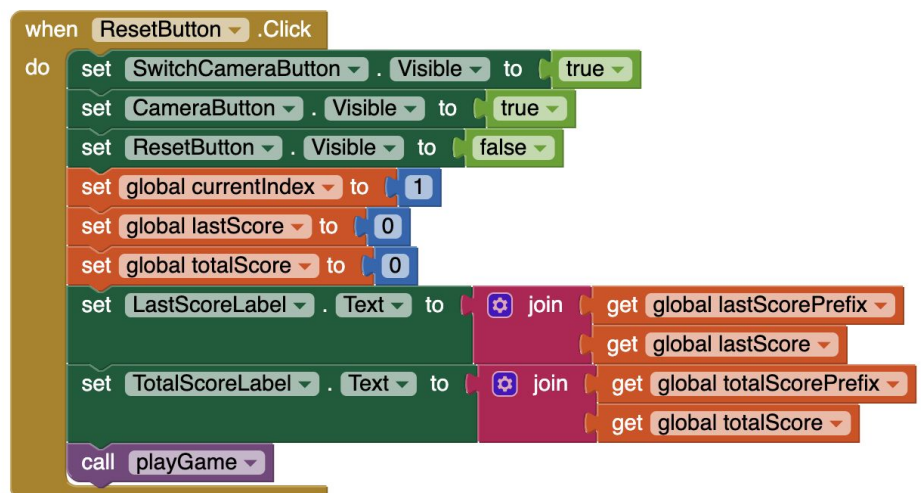 when ResetButton .Click
do set SwitchCameraButton . Visible to true
set CameraButton . Visible to true
set ResetButton . Visible to false
set global currentIndex to 1
set global lastScore to 0
set global totalScore to 0
set LastScoreLabel . Text to join get global lastScorePrefix
get global lastScore
set TotalScoreLabel . Text to join get global totalScorePrefix
get global totalScore
call playGame